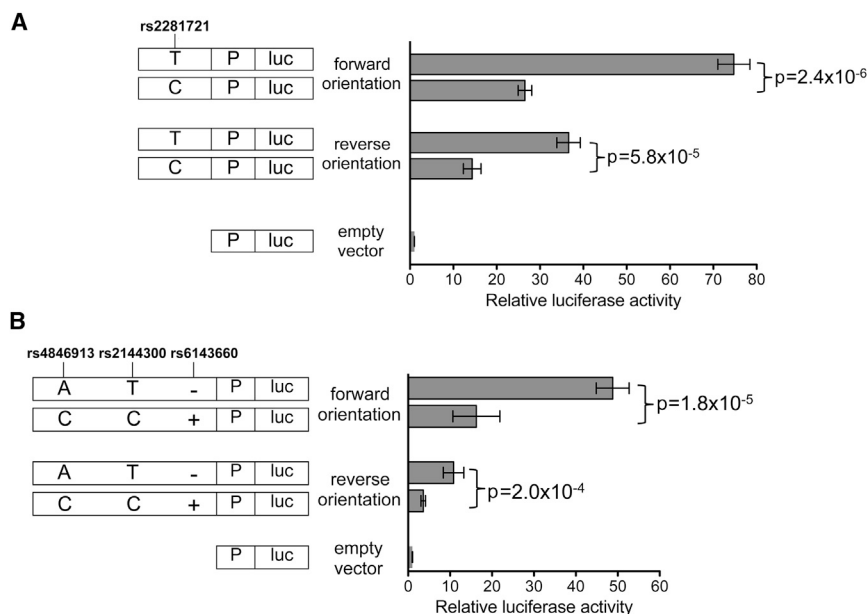 A
rs2281721
T P luc
C P luc
forward
orientation
p=2.4x10-6
T P luc
C P luc
reverse
orientation
p=5.8x10-5
P luc
empty
vector
0 10 20 30 40 50 60 70 80
Relative luciferase activity
B
rs4846913 rs2144300 rs6143660
A T - P luc
C C + P luc
forward
orientation
p=1.8x10-5
A T - P luc
C C + P luc
reverse
orientation
p=2.0x10-4
P luc
empty
vector
0 10 20 30 40 50 60
Relative luciferase activity